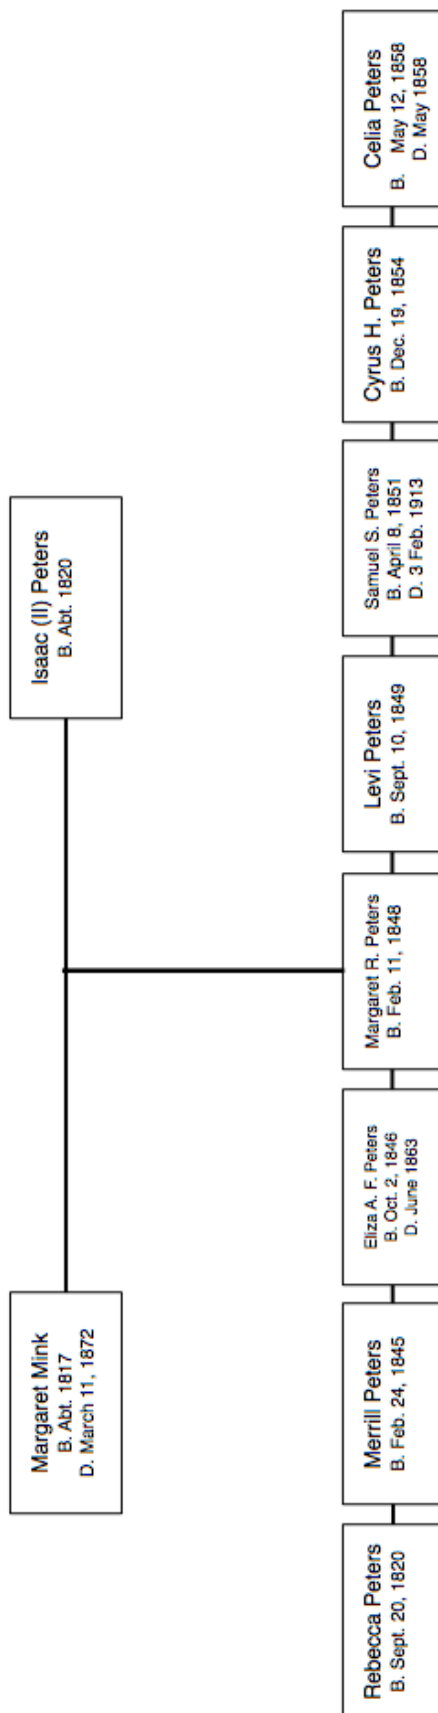 Margaret Mink
B. Abt. 1817
D. March 11, 1872
Isaac (II) Peters
B. Abt. 1820
Rebecca Peters
B. Sept. 20, 1820
Merrill Peters
B. Feb. 24, 1845
Eliza A. F. Peters
B. Oct. 2, 1846
D. June 1863
Margaret R. Peters
B. Feb. 11, 1848
Levi Peters
B. Sept. 10, 1849
Samuel S. Peters
B. April 8, 1851
D. 3 Feb. 1913
Cyrus H. Peters
B. Dec. 19, 1854
Celia Peters
B. May 12, 1858
D. May 1858